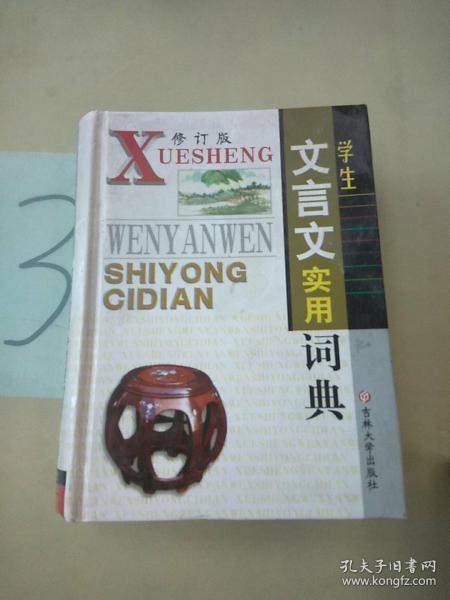 修订版
XUESHENG
WENYANWEN
SHIYONG
CIDIAN
学生
文言文实用
词典
吉林大学出版社
3
孔夫子旧书网
www.kongfz.com